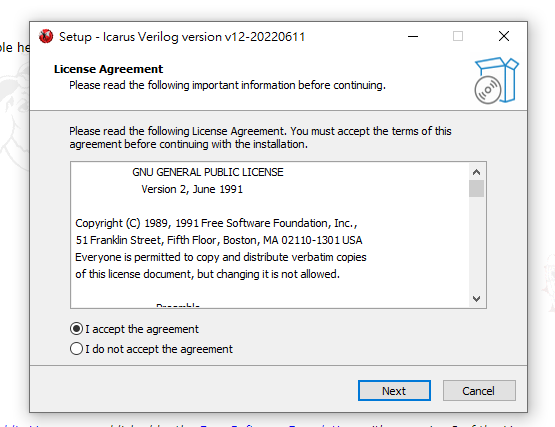 Setup - Icarus Verilog version v12-20220611
License Agreement
Please read the following important information before continuing.
Please read the following License Agreement. You must accept the terms of this
agreement before continuing with the installation.
GNU GENERAL PUBLIC LICENSE
Version 2, June 1991
Copyright (C) 1989, 1991 Free Software Foundation, Inc.,
51 Franklin Street, Fifth Floor, Boston, MA 02110-1301 USA
Everyone is permitted to copy and distribute verbatim copies
of this license document, but changing it is not allowed.
I accept the agreement
I do not accept the agreement
Next
Cancel